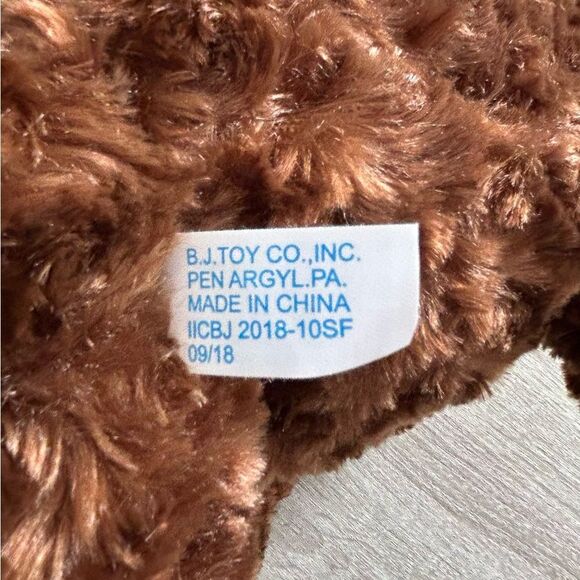 B.J.TOY CO.,INC.
PEN ARGYL.PA.
MADE IN CHINA
IICBJ 2018-10SF
09/18